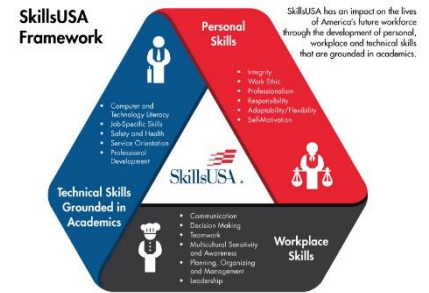 SkillsUSA
Framework
Personal
Skills
SkillsUSA has an impact on the lives
of America's future workforce
through the development of personal,
workplace and technical skills
that are grounded in academics.
• Integrity
• Work Ethic
• Professionalism
• Responsibility
• Adaptability/Flexibility
• Self-Motivation
• Computer and
Technology Literacy
• Job-Specific Skills
• Safety and Health
• Service Orientation
• Professional
Development
SkillsUSA
Technical Skills
Grounded in
Academics
• Communication
• Decision Making
• Teamwork
• Multicultural Sensitivity
and Awareness
• Planning, Organizing
and Management
• Leadership
Workplace
Skills